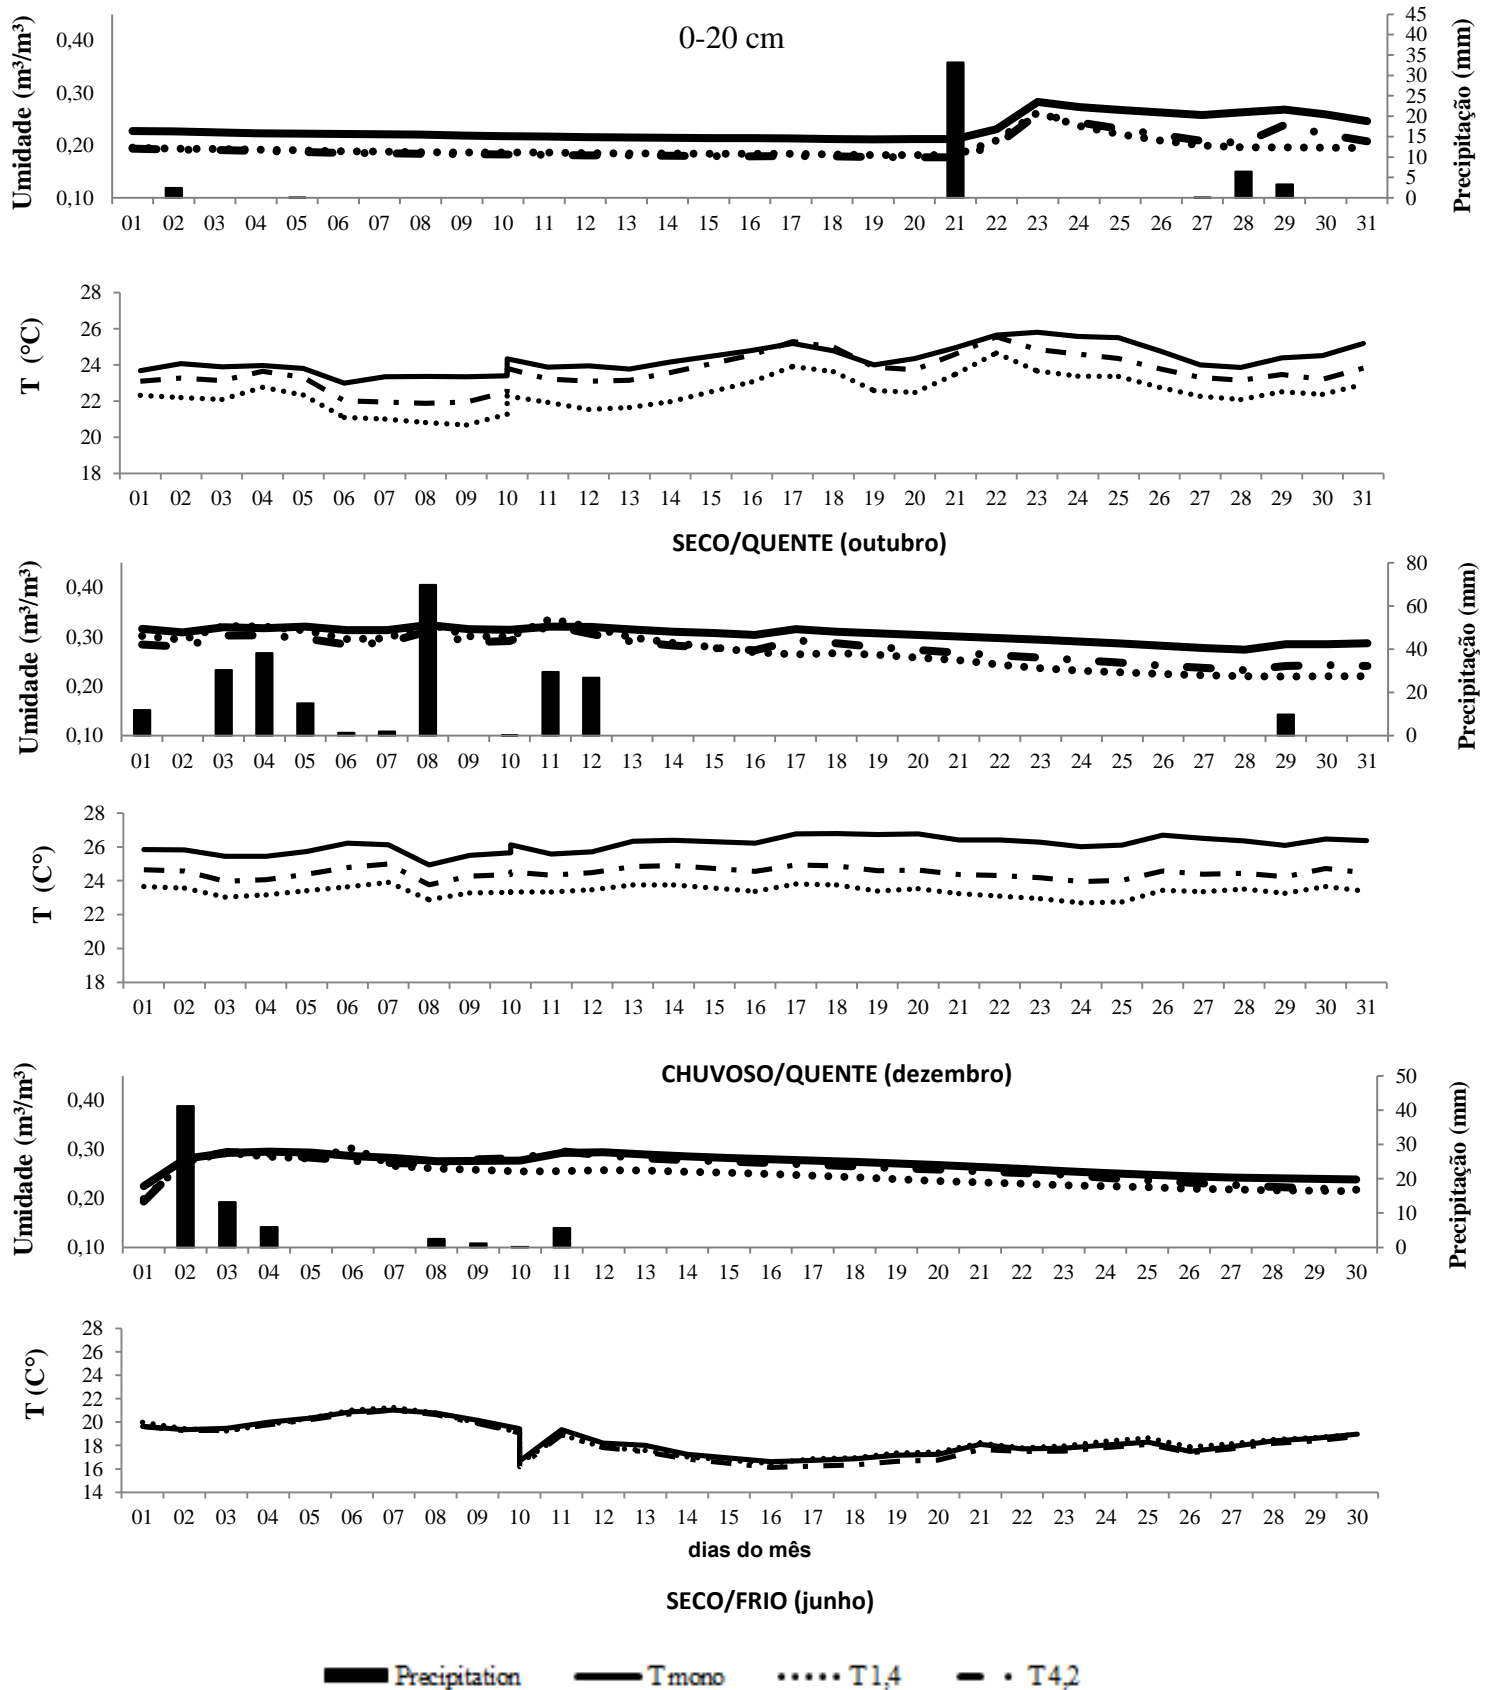 0-20 cm
Umidade (m³/m³)
0,40
0,30
0,20
0,10
45
40
35
30
25
20
15
10
5
0
Precipitação (mm)
01 02 03 04 05 06 07 08 09 10 11 12 13 14 15 16 17 18 19 20 21 22 23 24 25 26 27 28 29 30 31
T (°C)
28
26
24
22
20
18
01 02 03 04 05 06 07 08 09 10 11 12 13 14 15 16 17 18 19 20 21 22 23 24 25 26 27 28 29 30 31
SECO/QUENTE (outubro)
Umidade (m³/m³)
0,40
0,30
0,20
0,10
80
60
40
20
0
Precipitação (mm)
01 02 03 04 05 06 07 08 09 10 11 12 13 14 15 16 17 18 19 20 21 22 23 24 25 26 27 28 29 30 31
T (C°)
28
26
24
22
20
18
01 02 03 04 05 06 07 08 09 10 11 12 13 14 15 16 17 18 19 20 21 22 23 24 25 26 27 28 29 30 31
CHUVOSO/QUENTE (dezembro)
Umidade (m³/m³)
0,40
0,30
0,20
0,10
50
40
30
20
10
0
Precipitação (mm)
01 02 03 04 05 06 07 08 09 10 11 12 13 14 15 16 17 18 19 20 21 22 23 24 25 26 27 28 29 30
T (C°)
28
26
24
22
20
18
16
14
01 02 03 04 05 06 07 08 09 10 11 12 13 14 15 16 17 18 19 20 21 22 23 24 25 26 27 28 29 30
dias do mês
SECO/FRIO (junho)
Precipitation T mono T 1,4 T 4,2